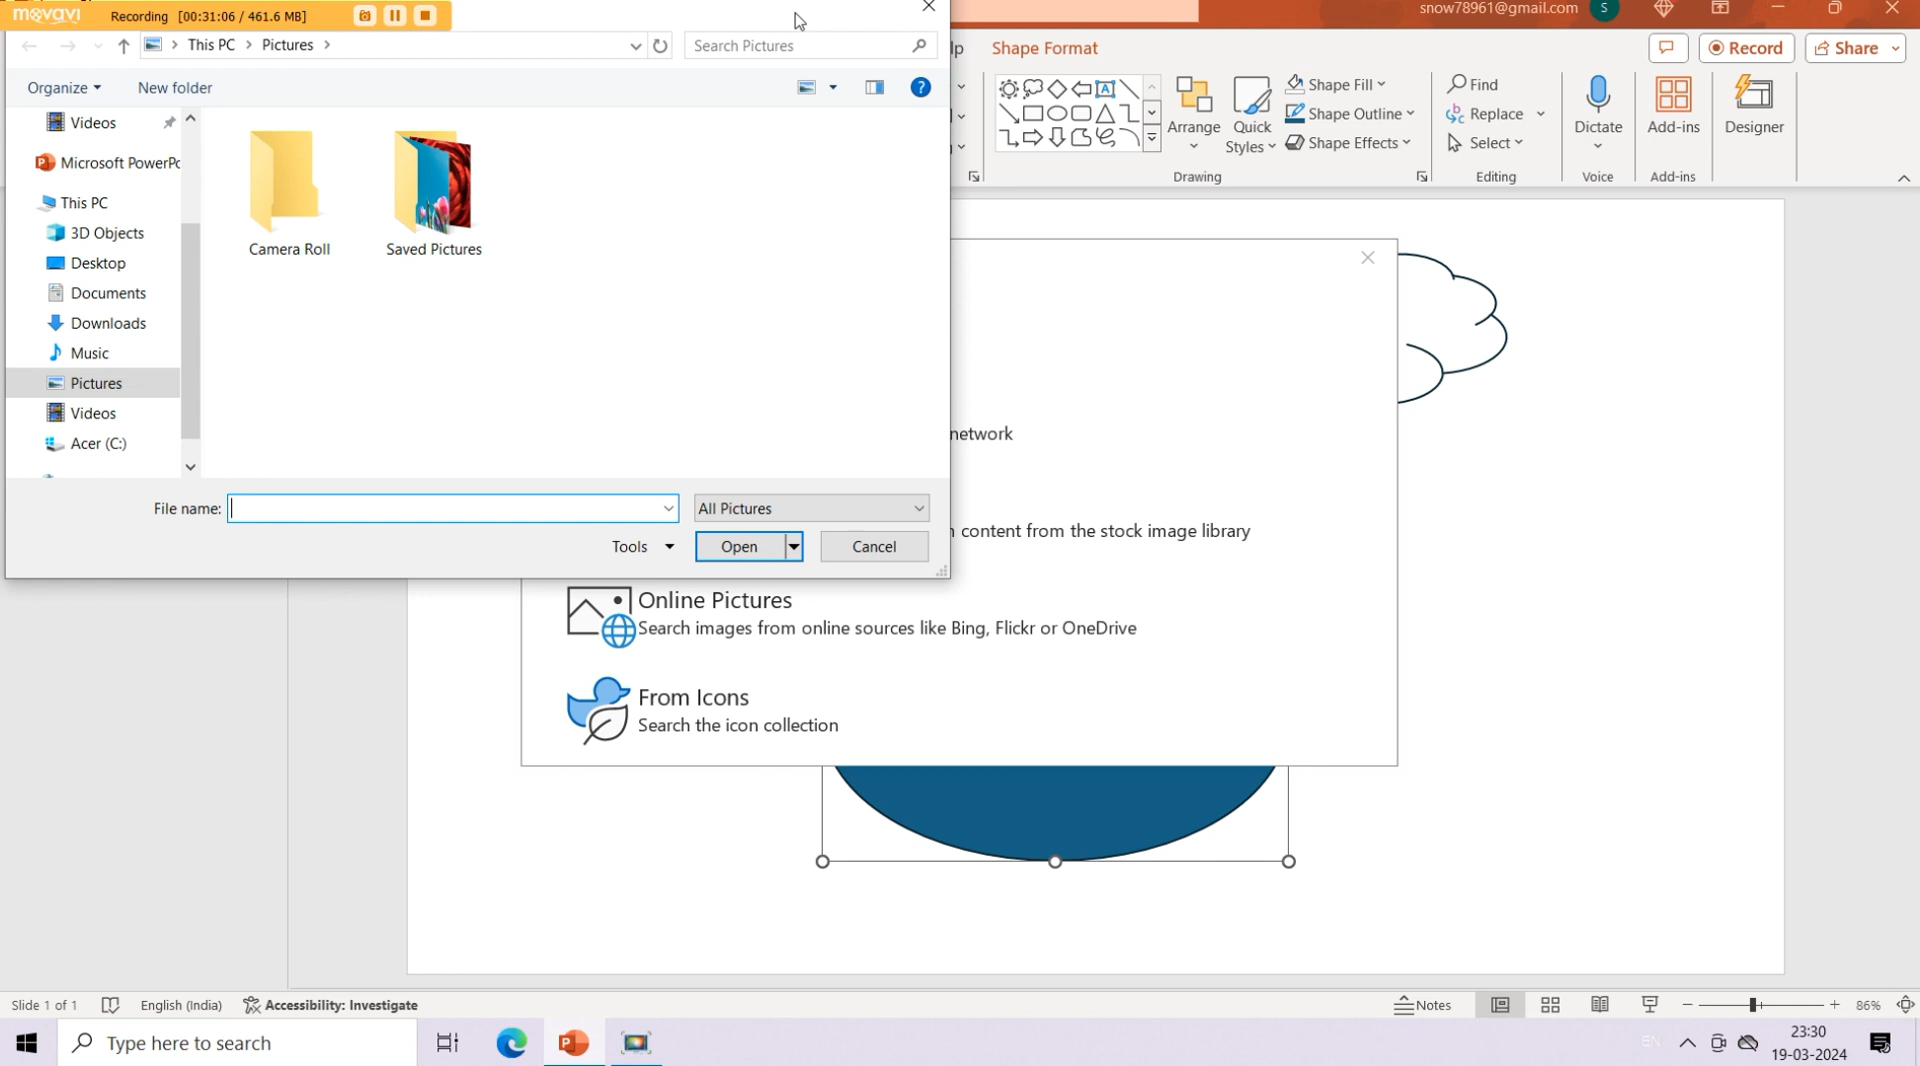 movavi Recording [00:31:06 / 461.6 MB]
snow78961@gmail.com S
This PC Pictures
Search Pictures
Shape Format
Record
Share
Organize
New folder
Shape Fill
Find
Videos
Shape Outline
Replace
Arrange
Quick
Styles
Dictate
Add-ins
Designer
Microsoft PowerPo
Shape Effects
Select
Drawing
Editing
Voice
Add-ins
This PC
3D Objects
Camera Roll
Saved Pictures
Desktop
Documents
Downloads
Music
Pictures
Videos
Acer (C:)
network
File name:
All Pictures
content from the stock image library
Tools
Open
Cancel
Online Pictures
Search images from online sources like Bing, Flickr or OneDrive
From Icons
Search the icon collection
Slide 1 of 1
English (India)
Accessibility: Investigate
Notes
86%
Type here to search
EN
23:30
19-03-2024